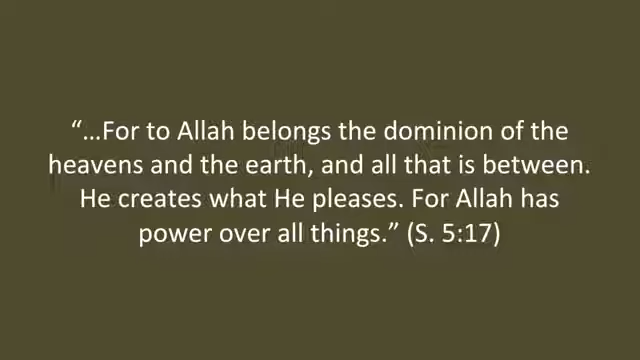 “…For to Allah belongs the dominion of the
heavens and the earth, and all that is between.
He creates what He pleases. For Allah has
power over all things.” (S. 5:17)